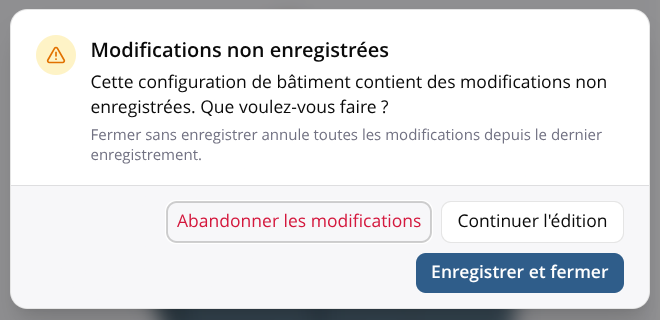 Modifications non enregistrées
Cette configuration de bâtiment contient des modifications non
enregistrées. Que voulez-vous faire ?
Fermer sans enregistrer annule toutes les modifications depuis le dernier
enregistrement.
Abandonner les modifications
Continuer l'édition
Enregistrer et fermer